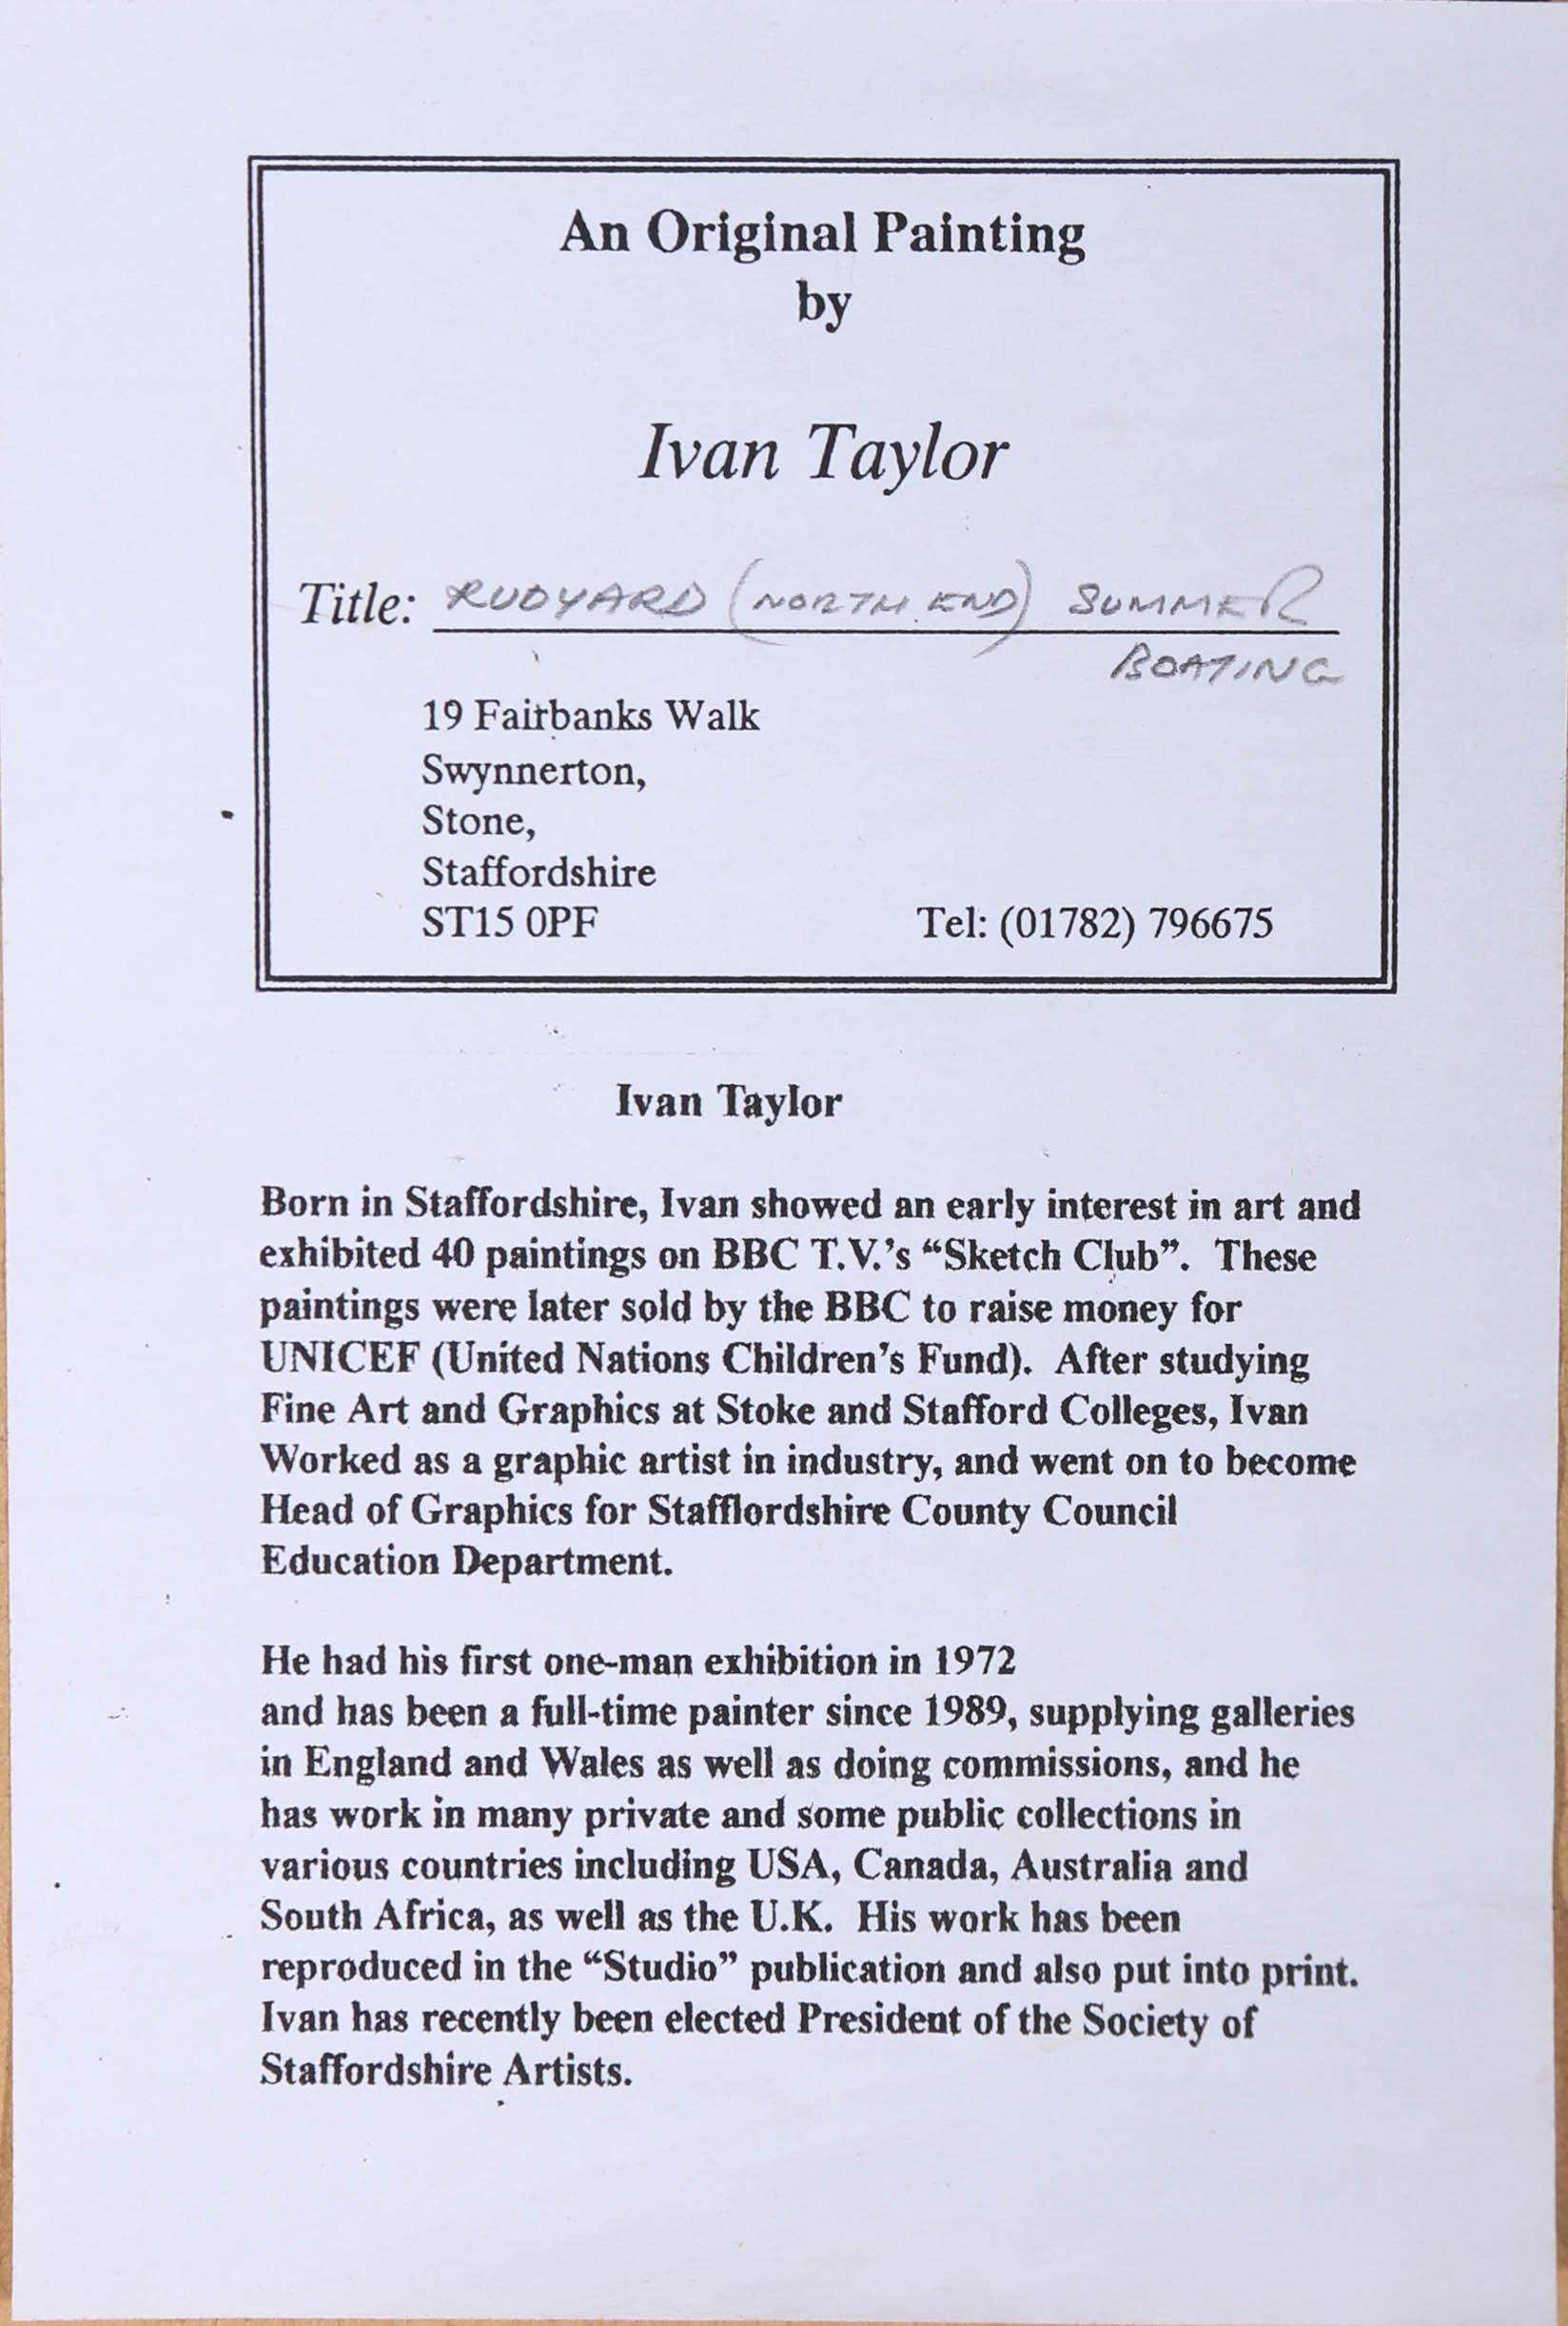 An Original Painting
by
Ivan Taylor
Title: RUDYARD (NORTH END) SUMMER
BOATING
19 Fairbanks Walk
Swynnerton,
Stone,
Staffordshire
ST15 0PF Tel: (01782) 796675
Ivan Taylor
Born in Staffordshire, Ivan showed an early interest in art and
exhibited 40 paintings on BBC T.V.'s “Sketch Club”. These
paintings were later sold by the BBC to raise money for
UNICEF (United Nations Children's Fund). After studying
Fine Art and Graphics at Stoke and Stafford Colleges, Ivan
Worked as a graphic artist in industry, and went on to become
Head of Graphics for Stafflordshire County Council
Education Department.
He had his first one-man exhibition in 1972
and has been a full-time painter since 1989, supplying galleries
in England and Wales as well as doing commissions, and he
has work in many private and some public collections in
various countries including USA, Canada, Australia and
South Africa, as well as the U.K. His work has been
reproduced in the “Studio” publication and also put into print.
Ivan has recently been elected President of the Society of
Staffordshire Artists.